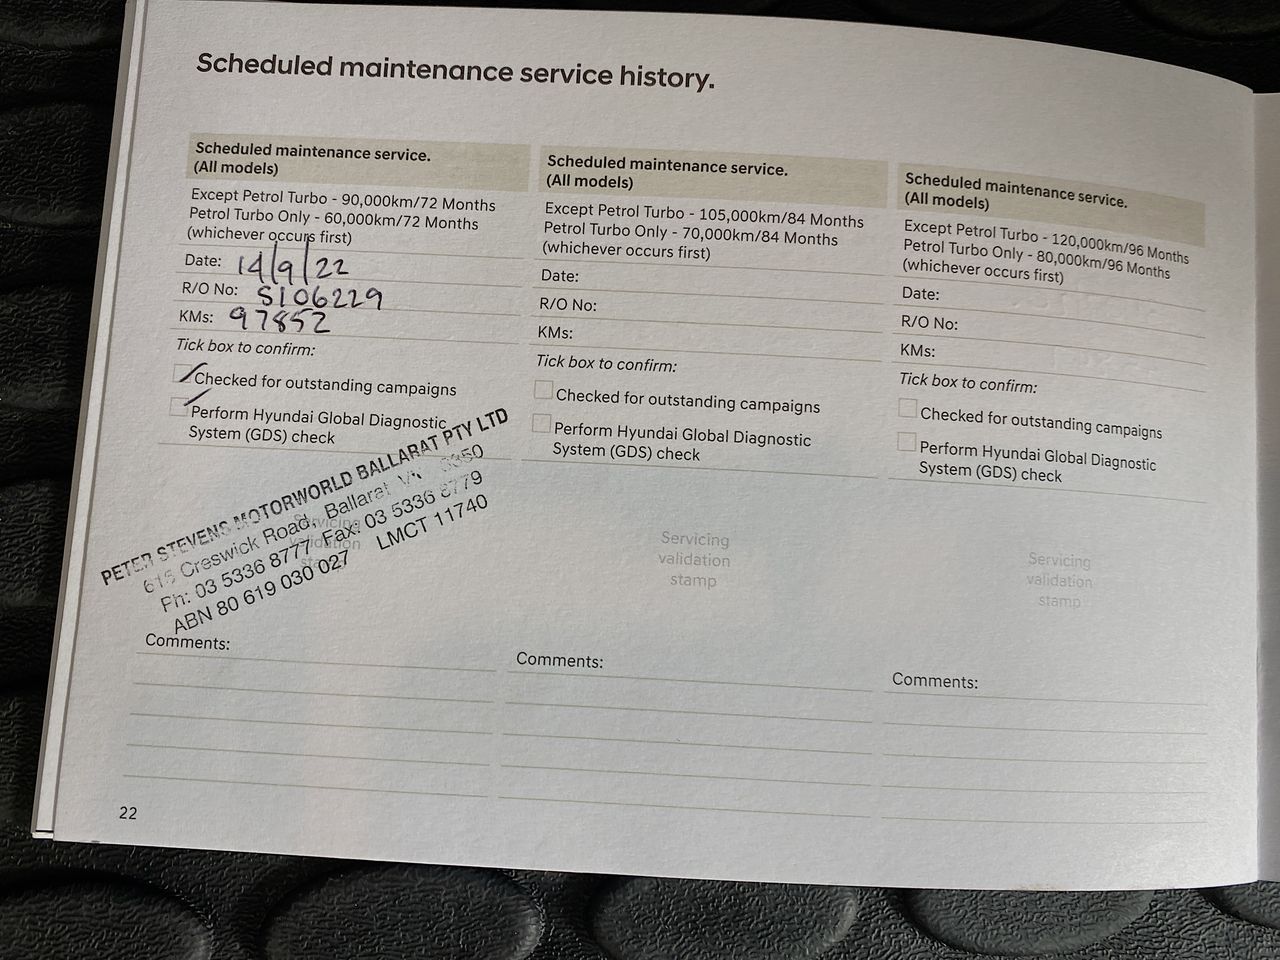 Scheduled maintenance service history.
Scheduled maintenance service.
(All models)
Except Petrol Turbo - 90,000km/72 Months
Petrol Turbo Only - 60,000km/72 Months
(whichever occurs first)
Date: 14/9/22
R/O No: S106229
KMs: 97852
Tick box to confirm:
Checked for outstanding campaigns
Perform Hyundai Global Diagnostic
System (GDS) check
PETER STEVENS MOTORWORLD BALLARAT PTY LTD
Creswick Road, Ballarat
Ph: 03 5336 8777 Fax: 03 5336 8779
ABN 80 619 030 027 LMCT 11740
Servicing
validation
Comments:
Scheduled maintenance service.
(All models)
Except Petrol Turbo - 105,000km/84 Months
Petrol Turbo Only - 70,000km/84 Months
(whichever occurs first)
Date:
R/O No:
KMs:
Tick box to confirm:
Checked for outstanding campaigns
Perform Hyundai Global Diagnostic
System (GDS) check
Servicing
validation
stamp
Comments:
Scheduled maintenance service.
(All models)
Except Petrol Turbo - 120,000km/96 Months
Petrol Turbo Only - 80,000km/96 Months
(whichever occurs first)
Date:
R/O No:
KMs:
Tick box to confirm:
Checked for outstanding campaigns
Perform Hyundai Global Diagnostic
System (GDS) check
Servicing
validation
stamp
Comments:
22